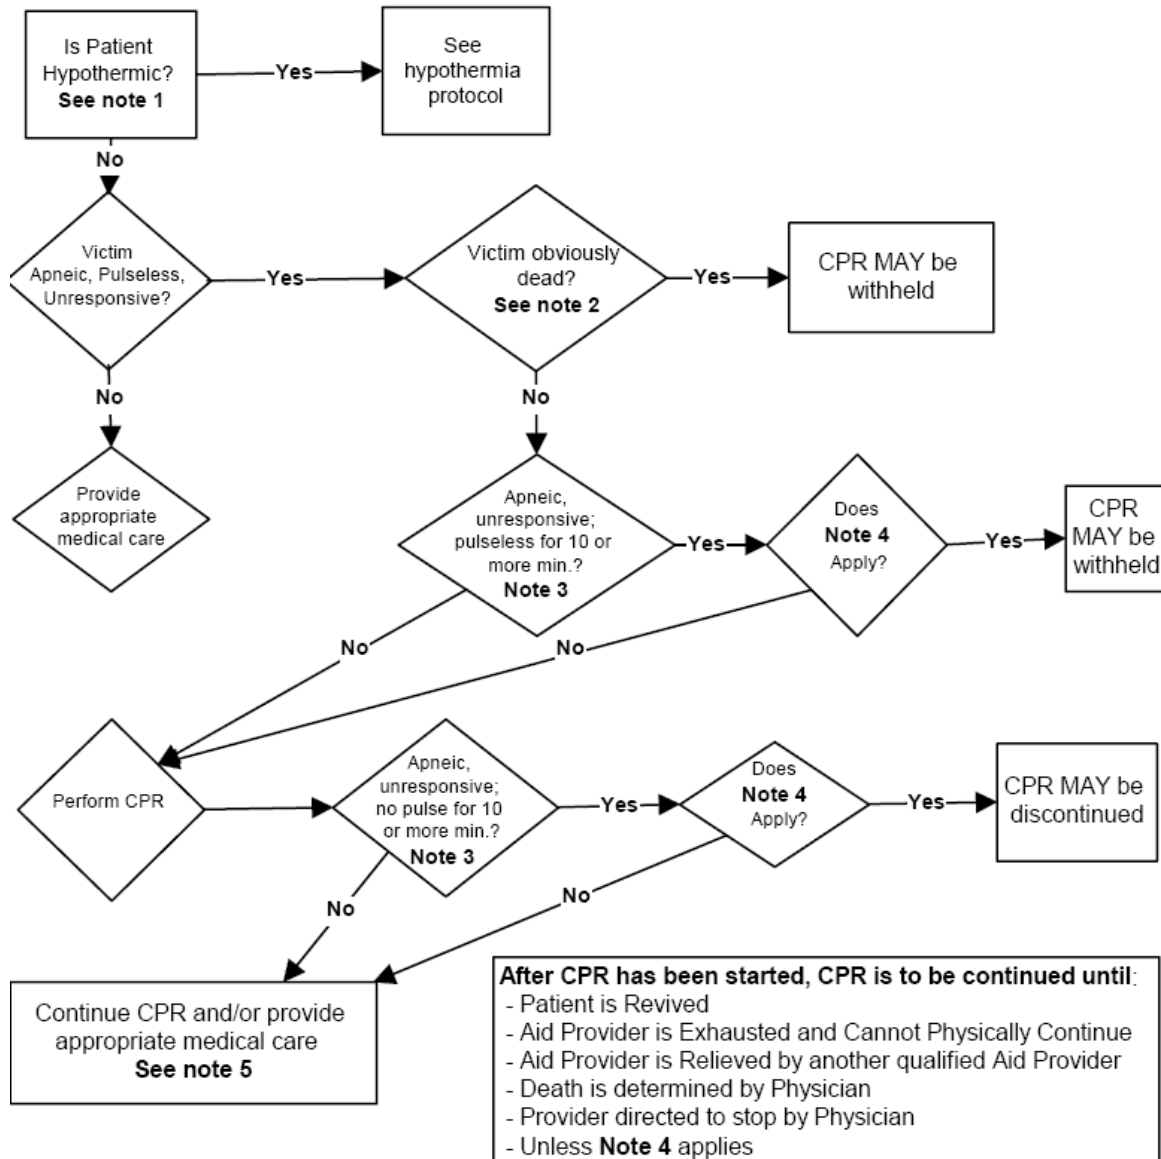 Is Patient
Hypothermic?
See note 1
Yes
See
hypothermia
protocol
No
Victim
Apneic, Pulseless,
Unresponsive?
Yes
Victim obviously
dead?
See note 2
Yes
CPR MAY be
withheld
No
Provide
appropriate
medical care
No
Apneic,
unresponsive;
pulseless for 10 or
more min.?
Note 3
Yes
Does
Note 4
Apply?
Yes
CPR
MAY be
withheld
No
No
Perform CPR
Apneic,
unresponsive;
no pulse for 10
or more min.?
Note 3
Yes
Does
Note 4
Apply?
Yes
CPR MAY be
discontinued
No
No
Continue CPR and/or provide
appropriate medical care
See note 5
After CPR has been started, CPR is to be continued until:
- Patient is Revived
- Aid Provider is Exhausted and Cannot Physically Continue
- Aid Provider is Relieved by another qualified Aid Provider
- Death is determined by Physician
- Provider directed to stop by Physician
- Unless Note 4 applies